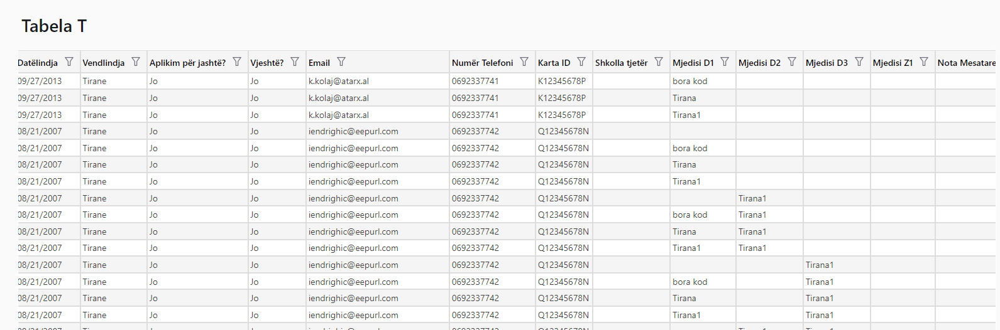 Tabela T
Datëlindja Vendlindja Aplikim për jashtë? Vjeshtë? Email Numër Telefoni Karta ID Shkolla tjetër Mjedisi D1 Mjedisi D2 Mjedisi D3 Mjedisi Z1 Nota Mesatare
09/27/2013 Tirane Jo Jo k.kolaj@atarx.al 0692337741 K12345678P bora kod
09/27/2013 Tirane Jo Jo k.kolaj@atarx.al 0692337741 K12345678P Tirana
09/27/2013 Tirane Jo Jo k.kolaj@atarx.al 0692337741 K12345678P Tirana1
08/21/2007 Tirane Jo Jo iendrighic@eepurl.com 0692337742 Q12345678N
08/21/2007 Tirane Jo Jo iendrighic@eepurl.com 0692337742 Q12345678N bora kod
08/21/2007 Tirane Jo Jo iendrighic@eepurl.com 0692337742 Q12345678N Tirana
08/21/2007 Tirane Jo Jo iendrighic@eepurl.com 0692337742 Q12345678N Tirana1
08/21/2007 Tirane Jo Jo iendrighic@eepurl.com 0692337742 Q12345678N Tirana1
08/21/2007 Tirane Jo Jo iendrighic@eepurl.com 0692337742 Q12345678N bora kod Tirana1
08/21/2007 Tirane Jo Jo iendrighic@eepurl.com 0692337742 Q12345678N Tirana Tirana1
08/21/2007 Tirane Jo Jo iendrighic@eepurl.com 0692337742 Q12345678N Tirana1 Tirana1
08/21/2007 Tirane Jo Jo iendrighic@eepurl.com 0692337742 Q12345678N Tirana1
08/21/2007 Tirane Jo Jo iendrighic@eepurl.com 0692337742 Q12345678N bora kod Tirana1
08/21/2007 Tirane Jo Jo iendrighic@eepurl.com 0692337742 Q12345678N Tirana Tirana1
08/21/2007 Tirane Jo Jo iendrighic@eepurl.com 0692337742 Q12345678N Tirana1 Tirana1